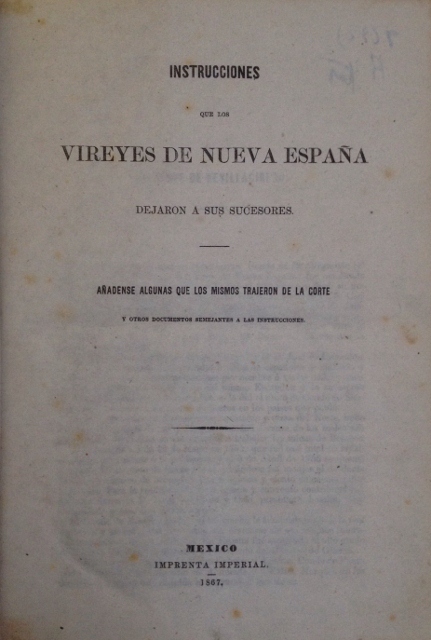 INSTRUCCIONES
QUE LOS
VIREYES DE NUEVA ESPAÑA
DEJARON A SUS SUCESORES.
AÑADENSE ALGUNAS QUE LOS MISMOS TRAJERON DE LA CORTE
Y OTROS DOCUMENTOS SEMEJANTES A LAS INSTRUCCIONES.
MEXICO
IMPRENTA IMPERIAL.
1867.